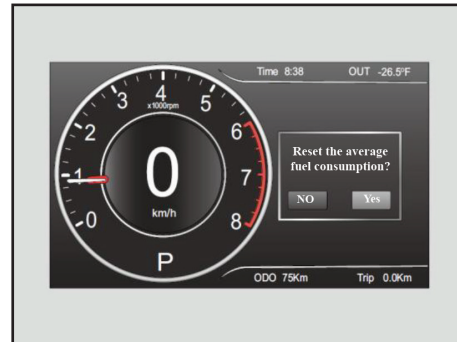 Time 8:38
OUT -26.5°F
0
1
2
3
4
5
6
7
8
x1000rpm
0
km/h
P
Reset the average
fuel consumption?
NO
Yes
ODO 75Km
Trip 0.0Km